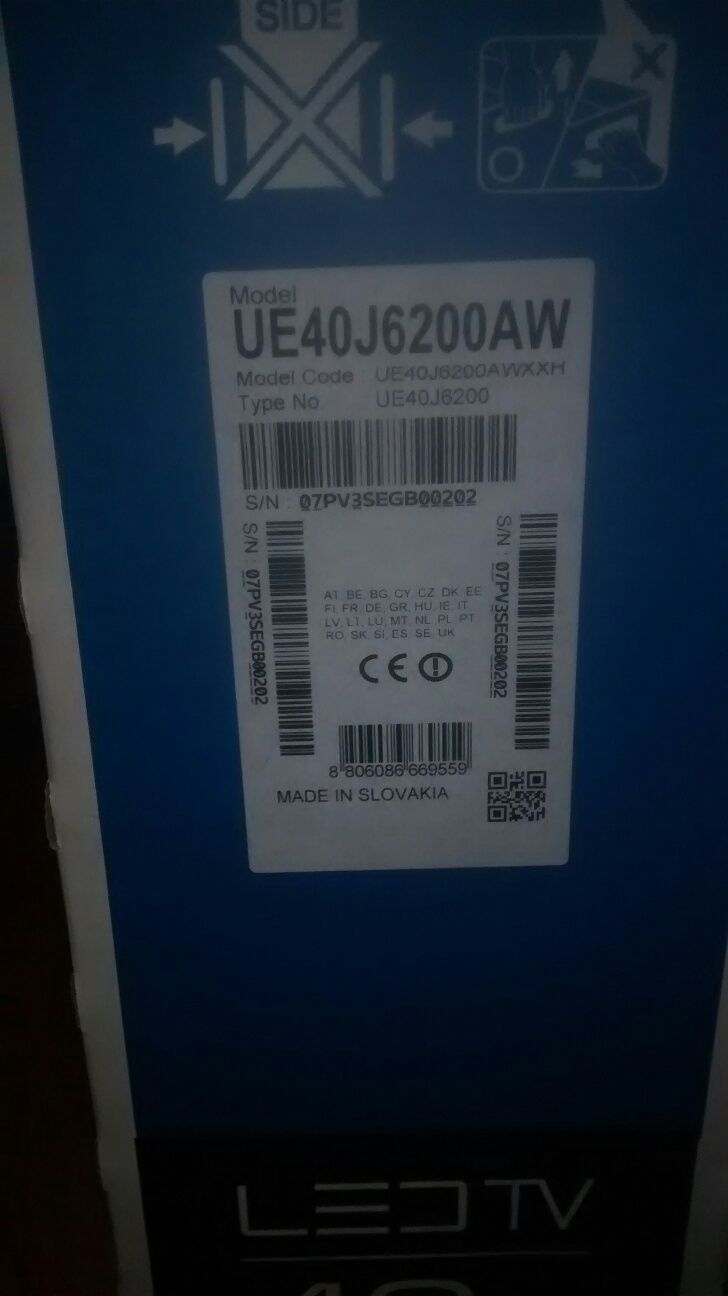 SIDE
Model
UE40J6200AW
Model Code : UE40J6200AWXXH
Type No : UE40J6200
S/N : 07PV3SEGB00202
S/N : 07PV3SEGB00202
S/N : 07PV3SEGB00202
AT, BE, BG, CY, CZ, DK, EE
FI, FR, DE, GR, HU, IE, IT
LV, LT, LU, MT, NL, PL, PT
RO, SK, SI, ES, SE, UK
CE
8 806086 669559
MADE IN SLOVAKIA
LED TV